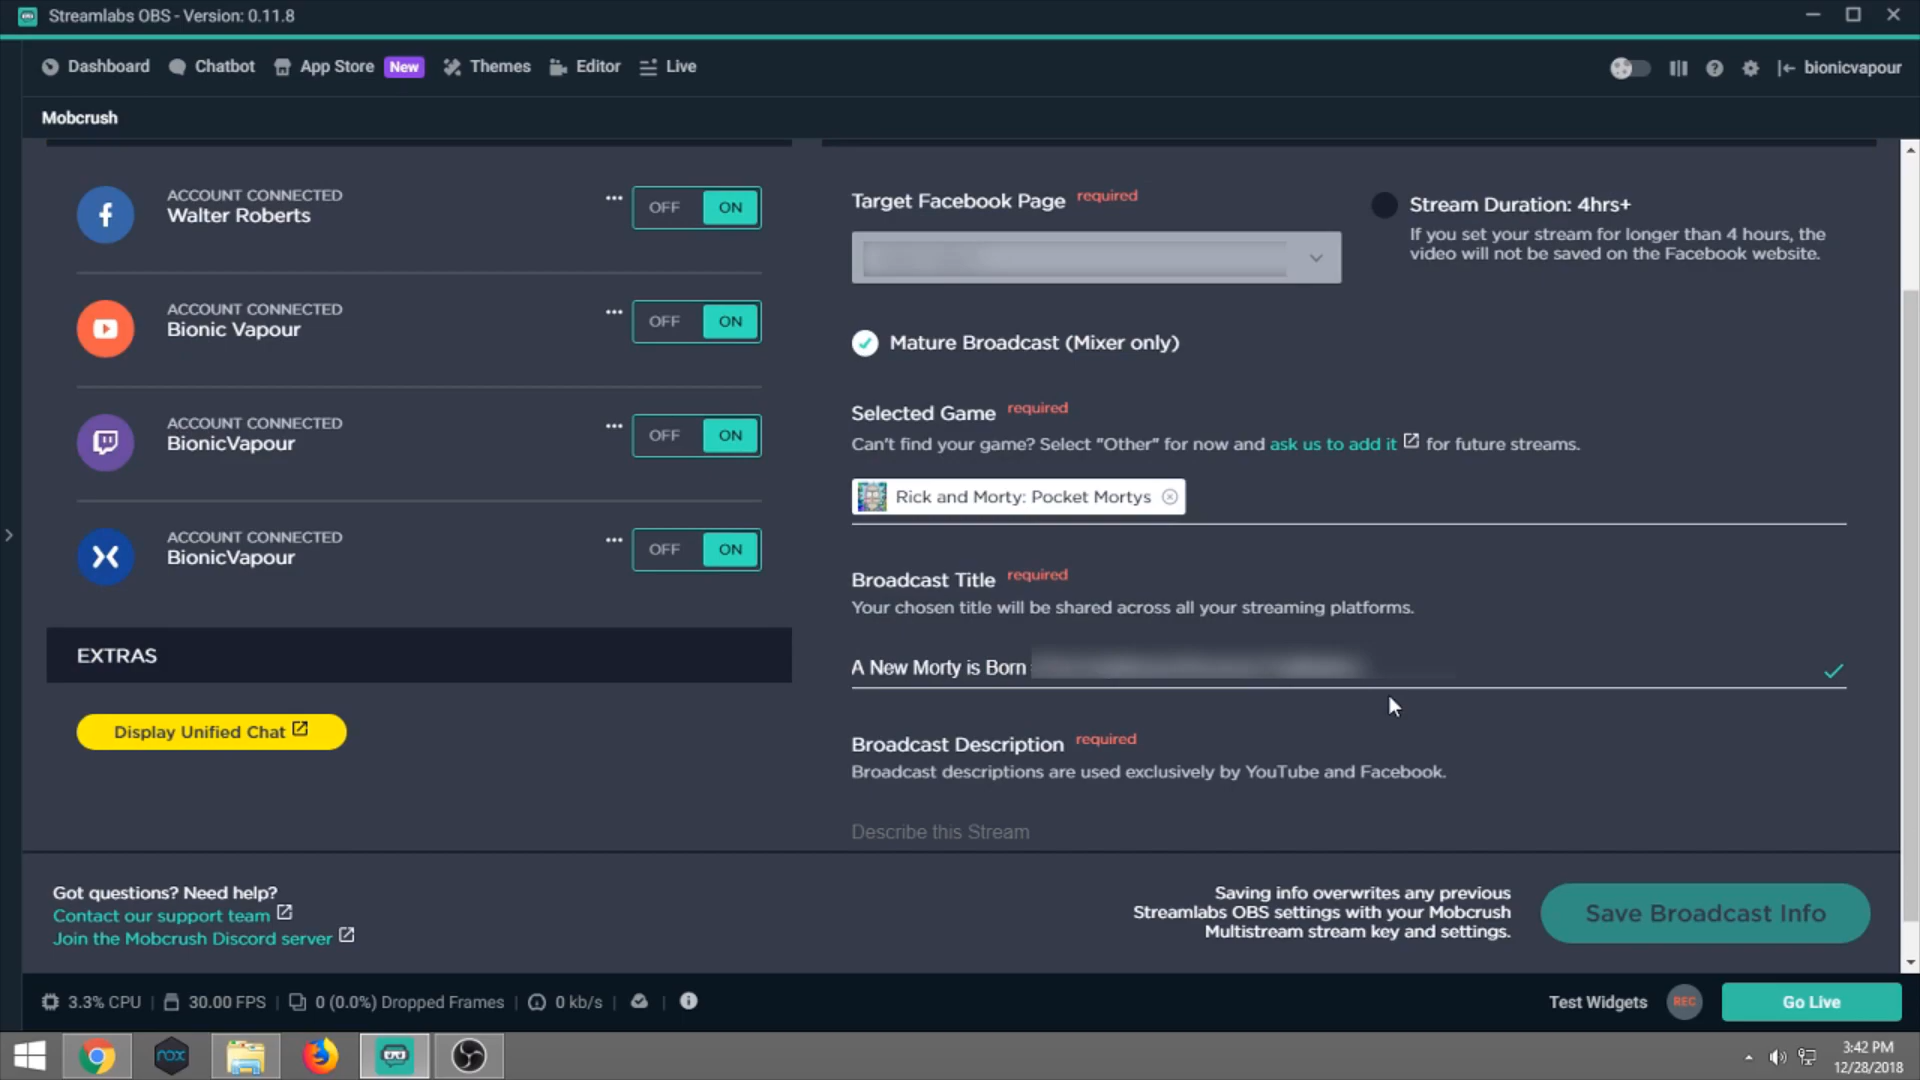 Streamlabs OBS - Version: 0.11.8
Dashboard
Chatbot
App Store New
Themes
Editor
Live
bionicvapour
Mobcrush
ACCOUNT CONNECTED
Walter Roberts
OFF ON
ACCOUNT CONNECTED
Bionic Vapour
OFF ON
ACCOUNT CONNECTED
BionicVapour
OFF ON
ACCOUNT CONNECTED
BionicVapour
OFF ON
EXTRAS
Display Unified Chat
Target Facebook Page required
Stream Duration: 4hrs+
If you set your stream for longer than 4 hours, the
video will not be saved on the Facebook website.
Mature Broadcast (Mixer only)
Selected Game required
Can't find your game? Select "Other" for now and ask us to add it for future streams.
Rick and Morty: Pocket Mortys
Broadcast Title required
Your chosen title will be shared across all your streaming platforms.
A New Morty is Born
Broadcast Description required
Broadcast descriptions are used exclusively by YouTube and Facebook.
Describe this Stream
Got questions? Need help?
Contact our support team
Join the Mobcrush Discord server
Saving info overwrites any previous
Streamlabs OBS settings with your Mobcrush
Multistream stream key and settings.
Save Broadcast Info
3.3% CPU
30.00 FPS
0 (0.0%) Dropped Frames
0 kb/s
Test Widgets
REC
Go Live
nox
3:42 PM
12/28/2018